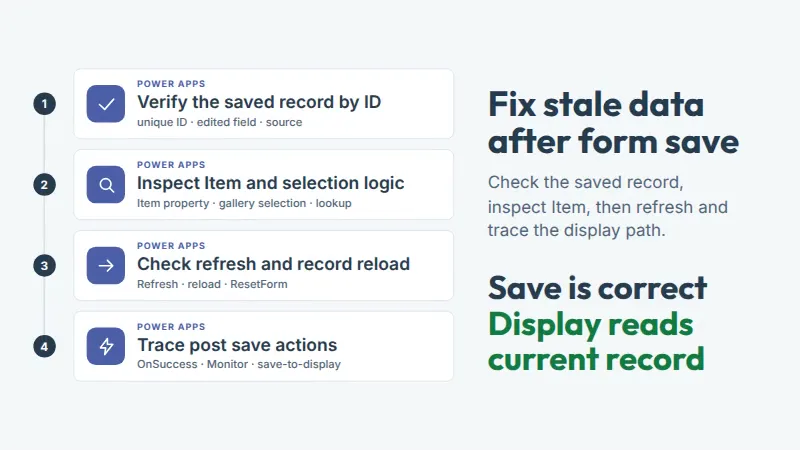 1
POWER APPS
Verify the saved record by ID
unique ID · edited field · source
2
POWER APPS
Inspect Item and selection logic
Item property · gallery selection · lookup
3
POWER APPS
Check refresh and record reload
Refresh · reload · ResetForm
4
POWER APPS
Trace post save actions
OnSuccess · Monitor · save-to-display
Fix stale data
after form save
Check the saved record,
inspect Item, then refresh and
trace the display path.
Save is correct
Display reads
current record